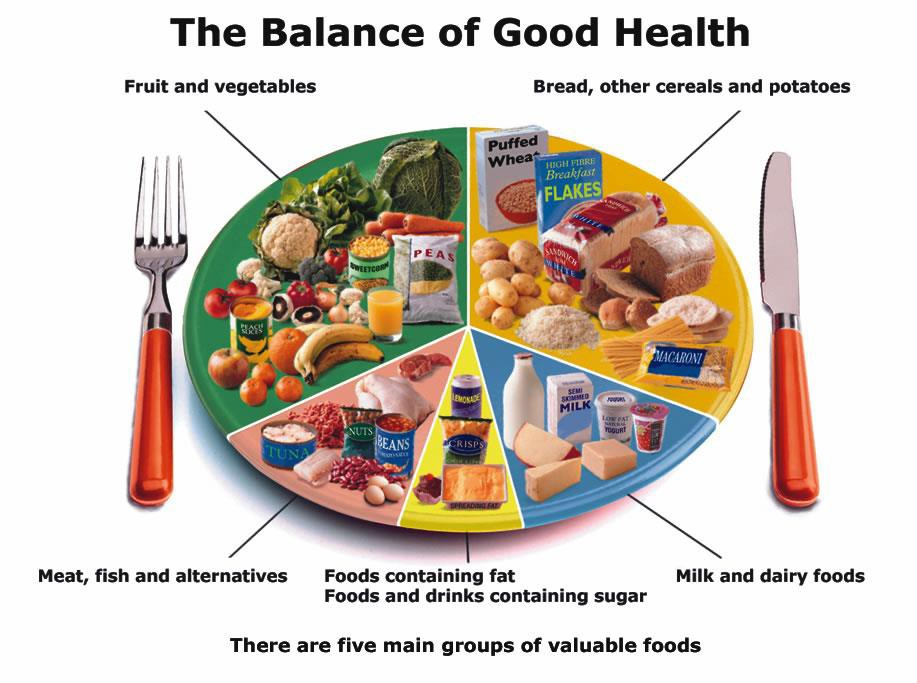 The Balance of Good Health
Fruit and vegetables
Bread, other cereals and potatoes
Puffed
Wheat
HIGH FIBRE
Breakfast
FLAKES
SANDWICH
WHITE
SANDWICH
WHITE
SWEETCORN
PEAS
PEACH
SLICES
MACARONI
LEMONADE
SEMI
SKIMMED
MILK
YOGURT
LOW FAT
NATURAL
YOGURT
NUTS
BEANS
TUNA
CRISPS
SPREADING FAT
Meat, fish and alternatives
Foods containing fat
Foods and drinks containing sugar
Milk and dairy foods
There are five main groups of valuable foods